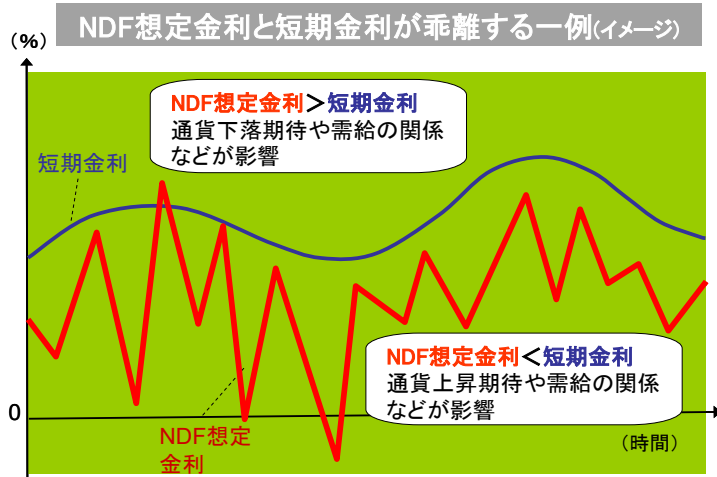 NDF想定金利と短期金利が乖離する一例(イメージ)
(%)
NDF想定金利>短期金利
通貨下落期待や需給の関係
などが影響
短期金利
NDF想定金利<短期金利
通貨上昇期待や需給の関係
などが影響
0
NDF想定
金利
(時間)